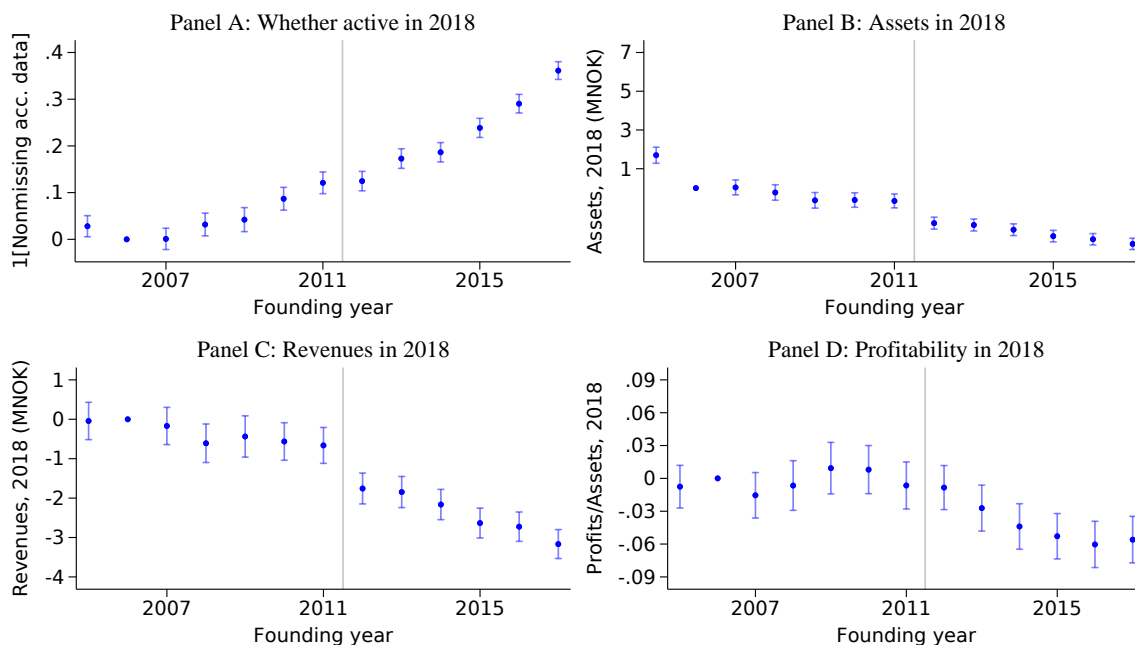 Panel A: Whether active in 2018
1[Nonmissing acc. data]
.4
.3
.2
.1
0
2007
2011
2015
Founding year
Panel B: Assets in 2018
Assets, 2018 (MNOK)
7
5
3
1
2007
2011
2015
Founding year
Panel C: Revenues in 2018
Revenues, 2018 (MNOK)
1
0
-1
-2
-3
-4
2007
2011
2015
Founding year
Panel D: Profitability in 2018
Profits/Assets, 2018
.09
.06
.03
0
-.03
-.06
-.09
2007
2011
2015
Founding year